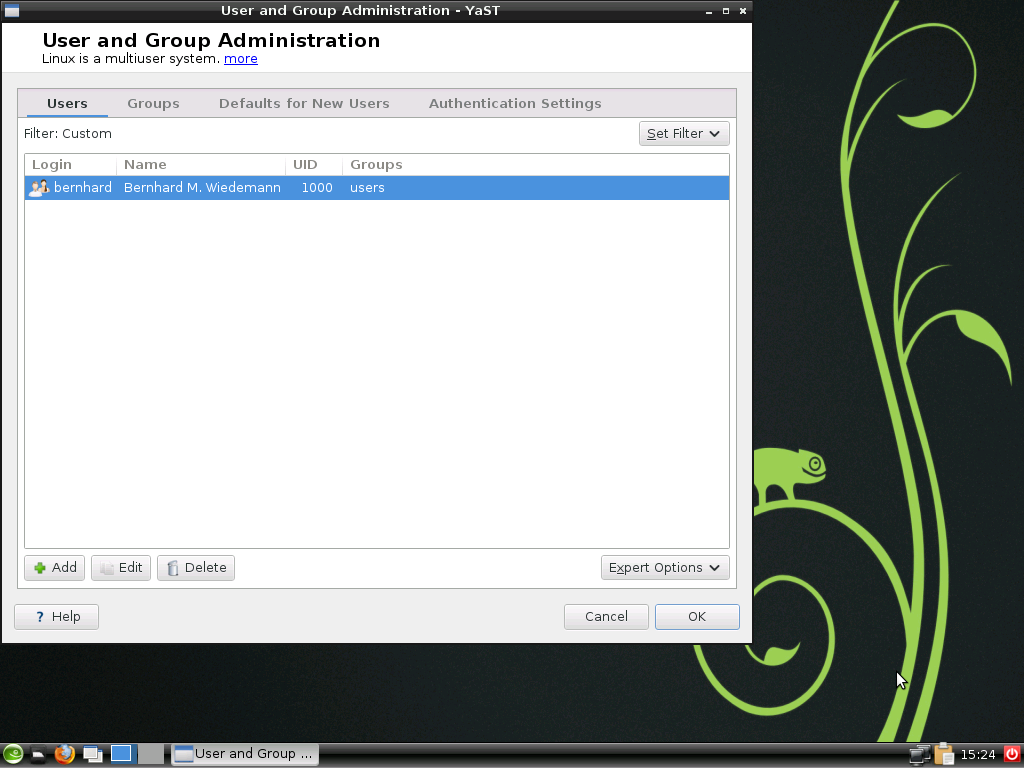 User and Group Administration - YaST
User and Group Administration
Linux is a multiuser system. more
Users Groups Defaults for New Users Authentication Settings
Filter: Custom Set Filter
Login Name UID Groups
bernhard Bernhard M. Wiedemann 1000 users
Add Edit Delete Expert Options
? Help Cancel OK
User and Group ... 15:24